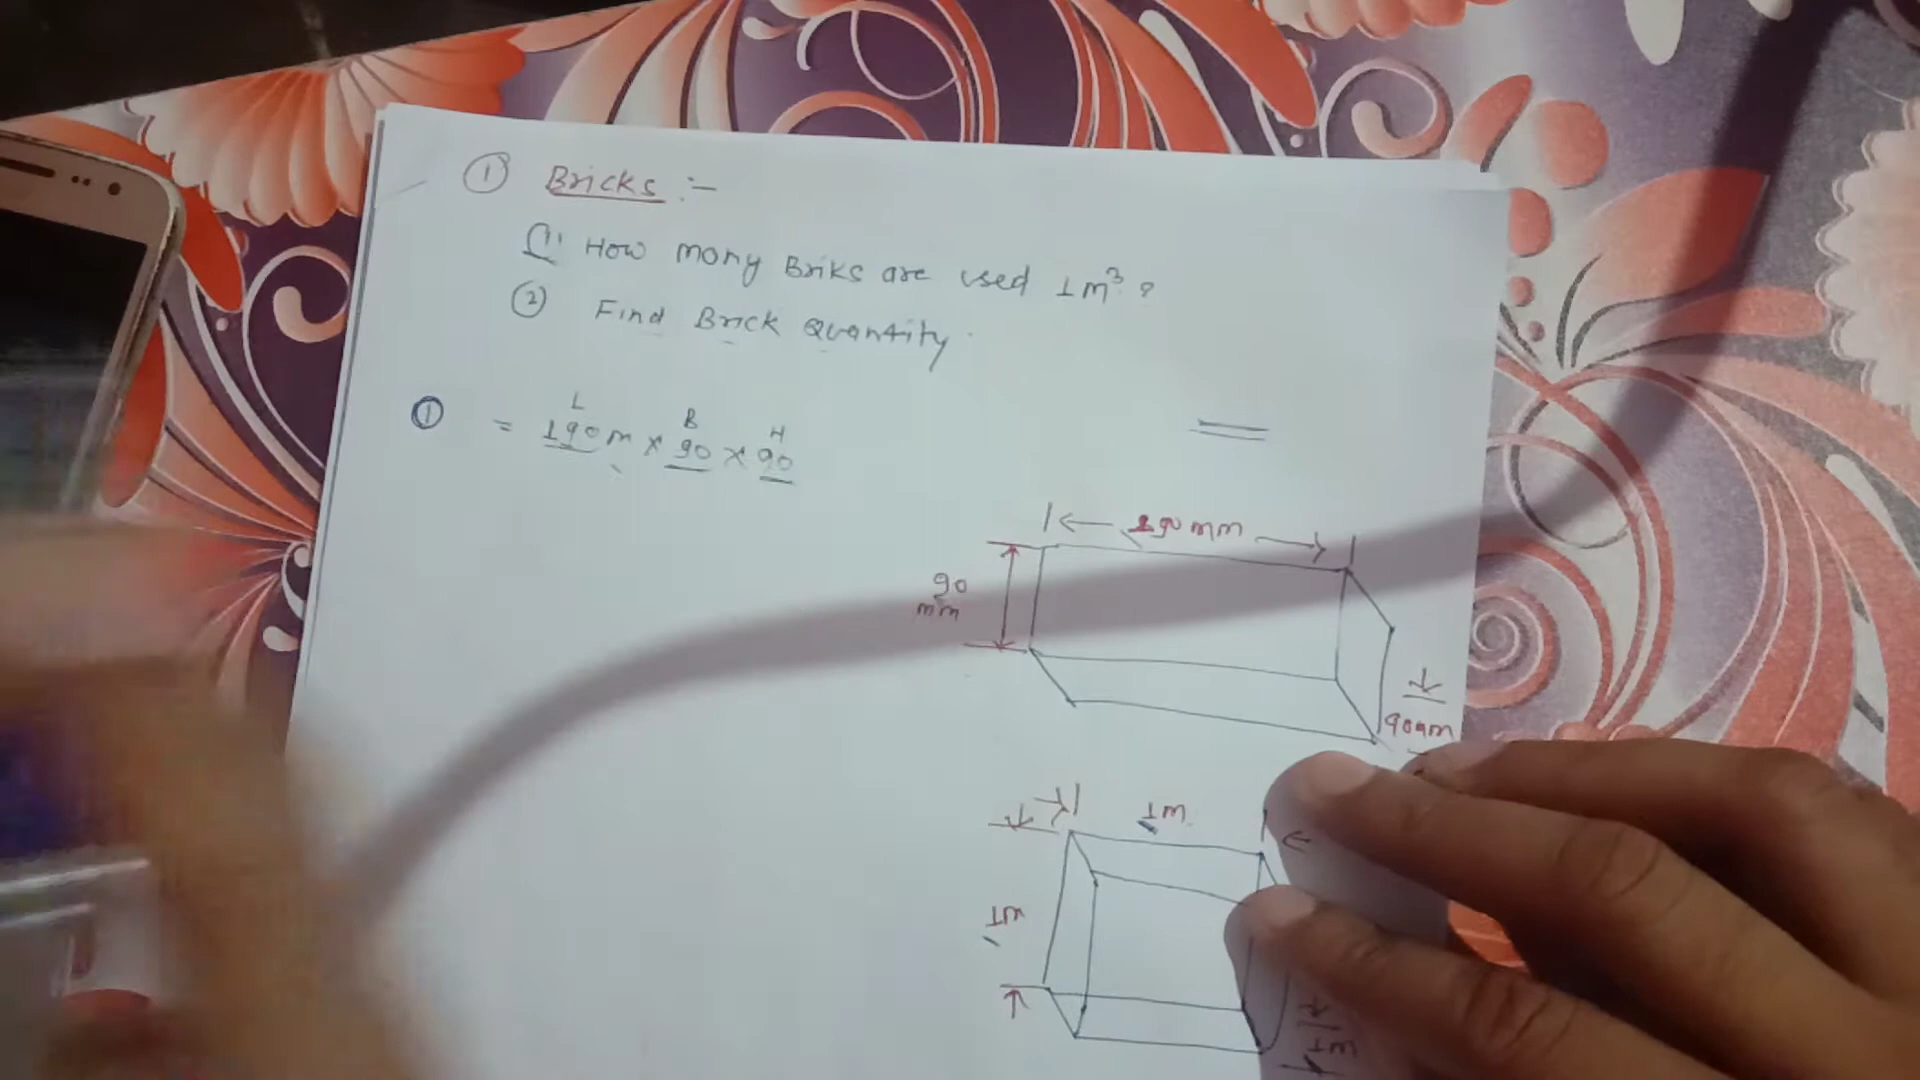 ① Bricks :-
Q1 How mony Briks are used 1m³ ?
② Find Brick Quantity.
L B H
① = 190m x 90 x 90
190 mm
90
mm
90mm
1m
1m
1m